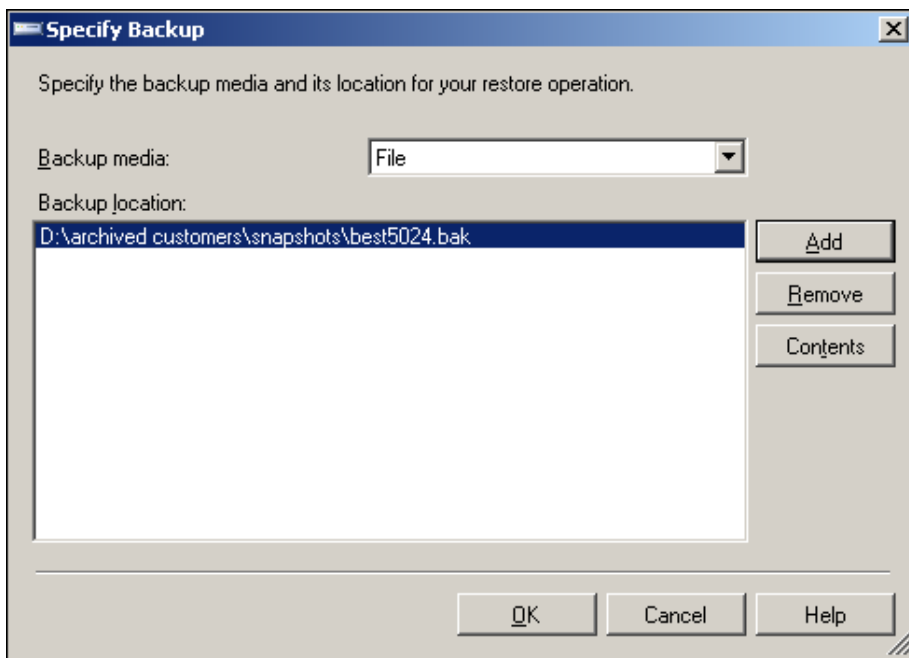 Specify Backup
Specify the backup media and its location for your restore operation.
Backup media:
File
Backup location:
D:\archived customers\snapshots\best5024.bak
Add
Remove
Contents
OK
Cancel
Help